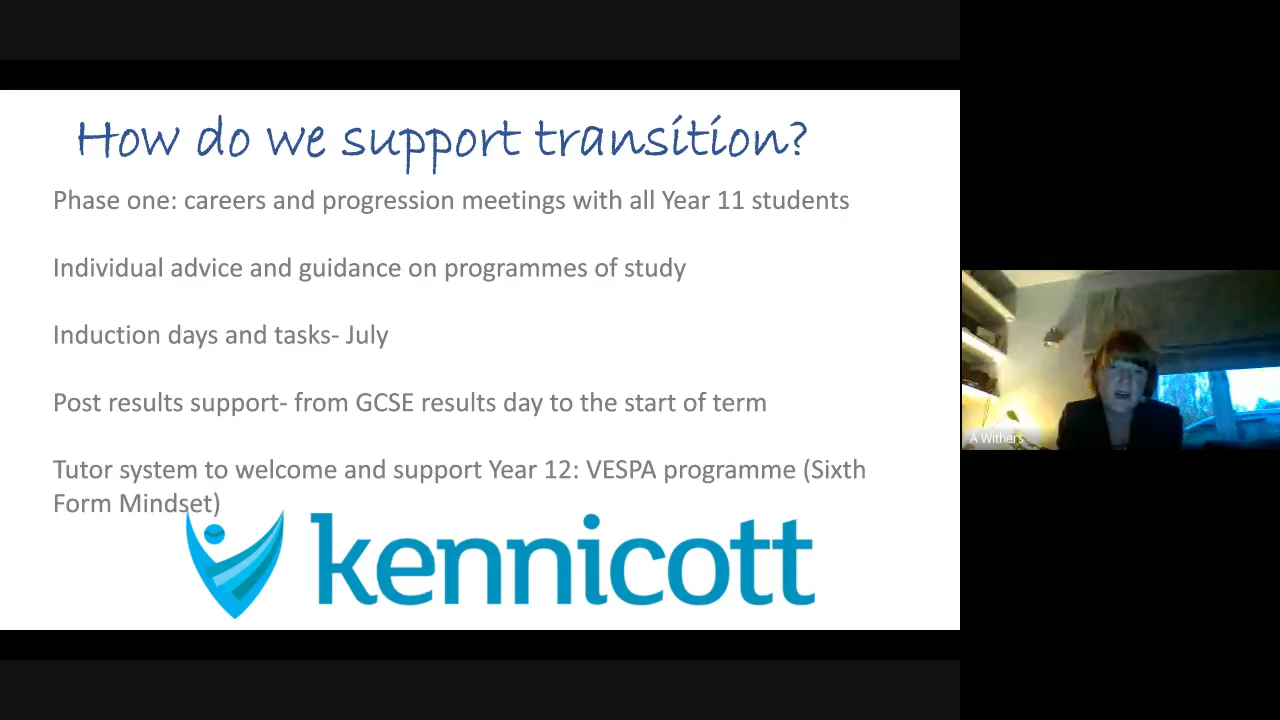 How do we support transition?
Phase one: careers and progression meetings with all Year 11 students
Individual advice and guidance on programmes of study
Induction days and tasks- July
Post results support- from GCSE results day to the start of term
Tutor system to welcome and support Year 12: VESPA programme (Sixth
Form Mindset)
kennicott
A Withers